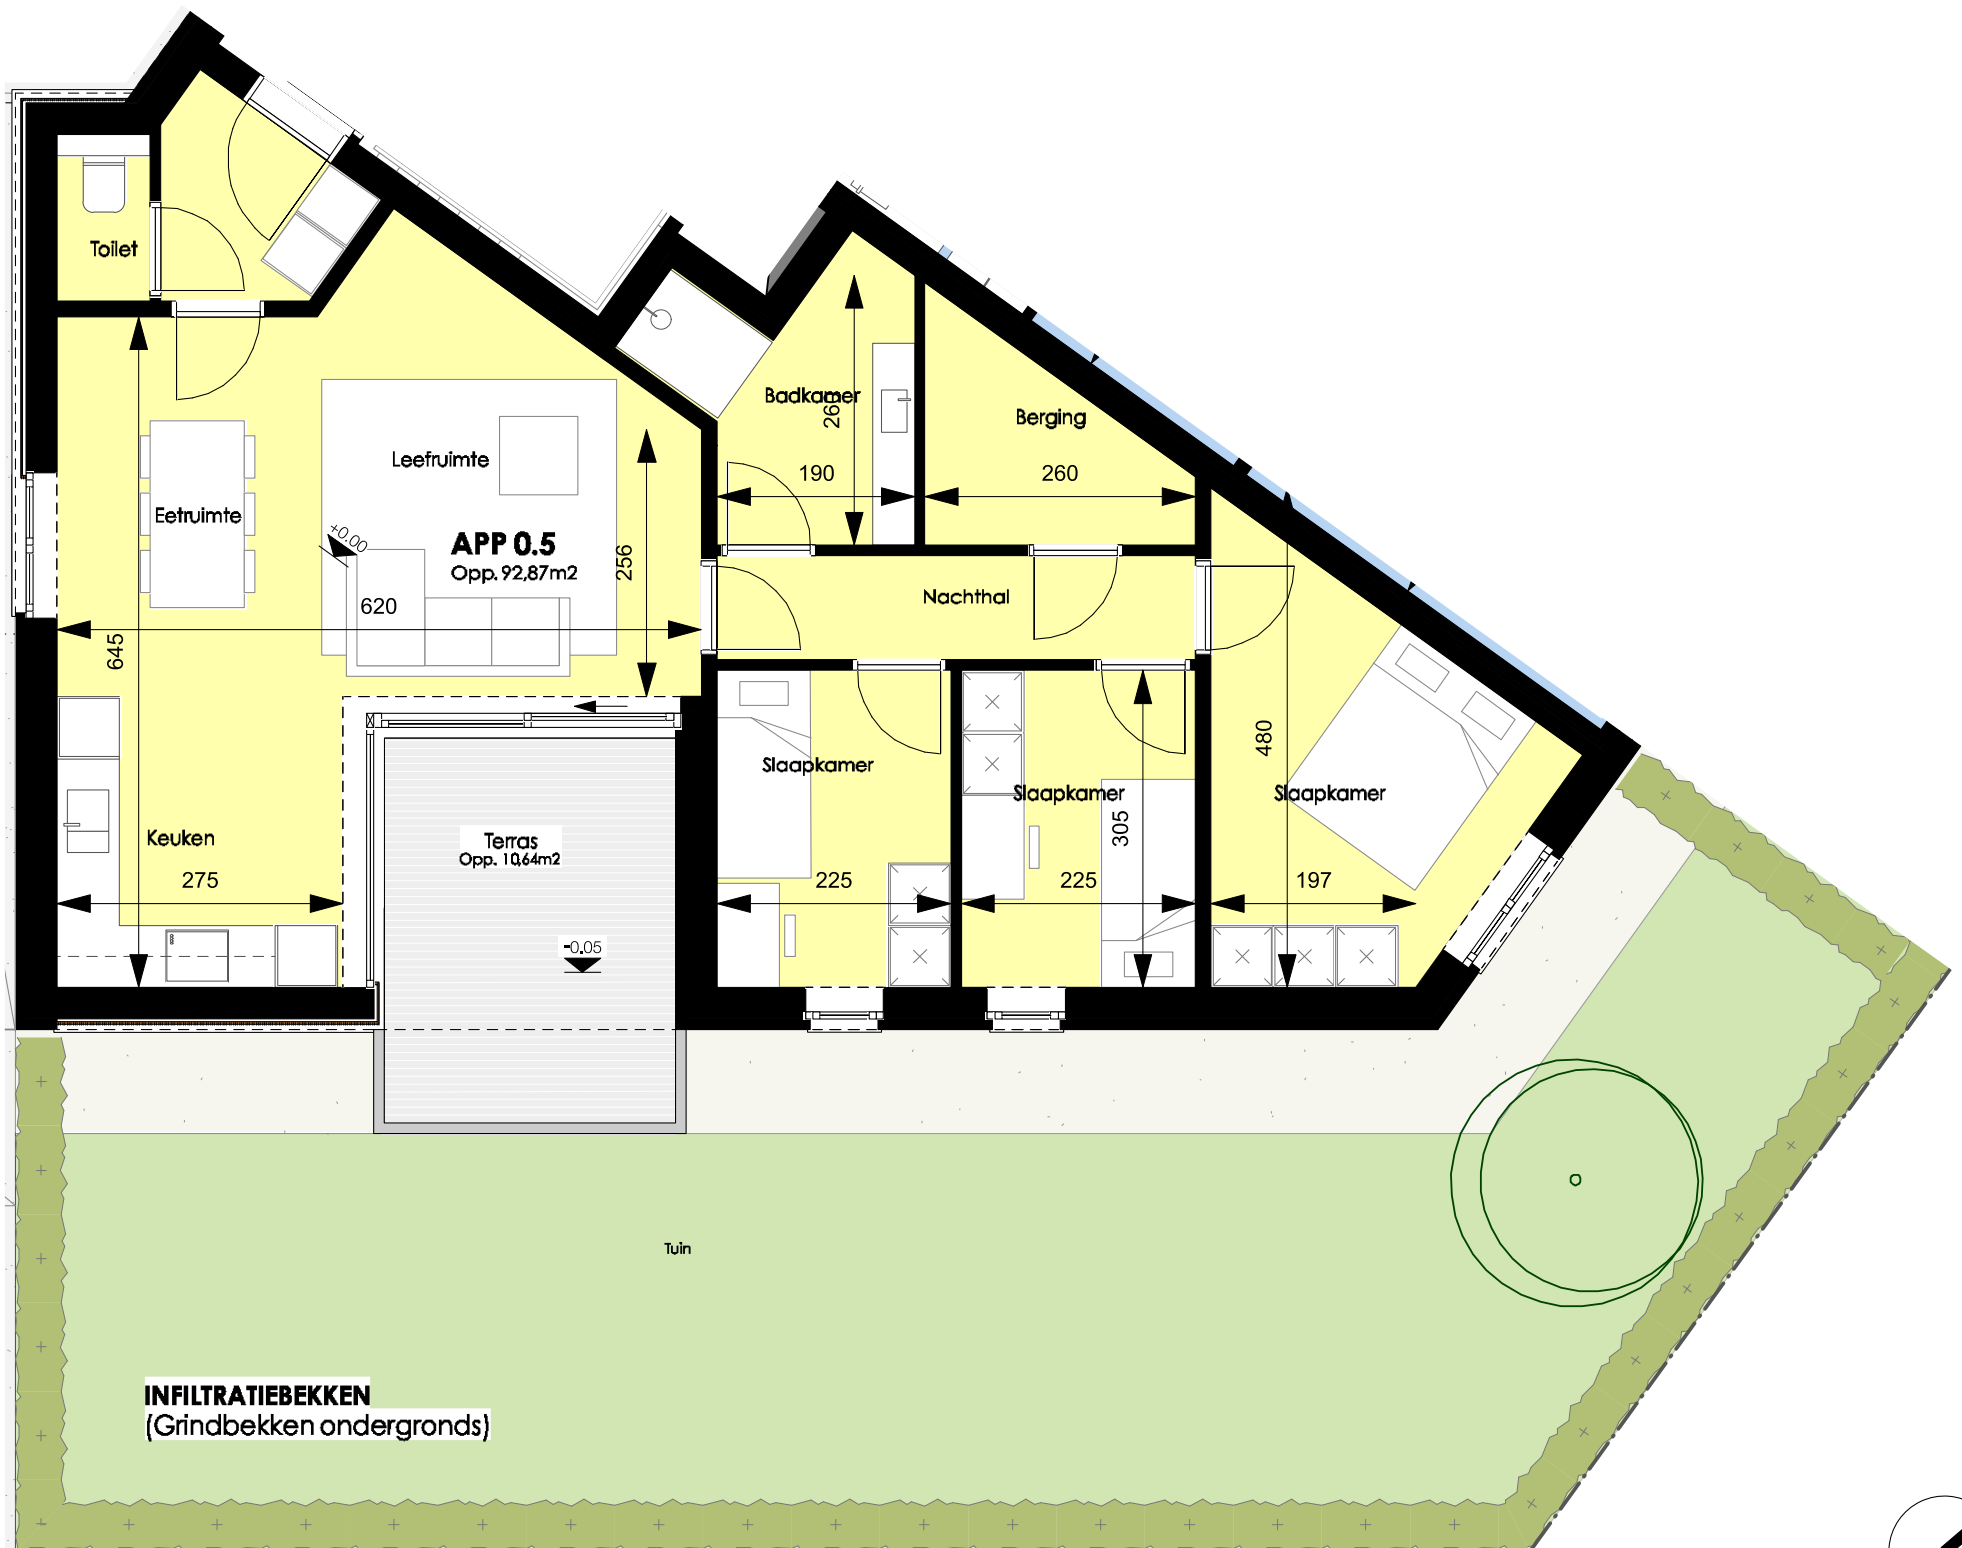 Toilet
Badkamer
260
Berging
Leefruimte
190
260
Eetruimte
+0.00
APP 0.5
Opp. 92,87m2
256
620
Nachthal
645
480
Slaapkamer
Slaapkamer
Slaapkamer
305
Keuken
Terras
Opp. 10,64m2
275
225
225
197
-0.05
Tuin
INFILTRATIEBEKKEN
(Grindbekken ondergronds)